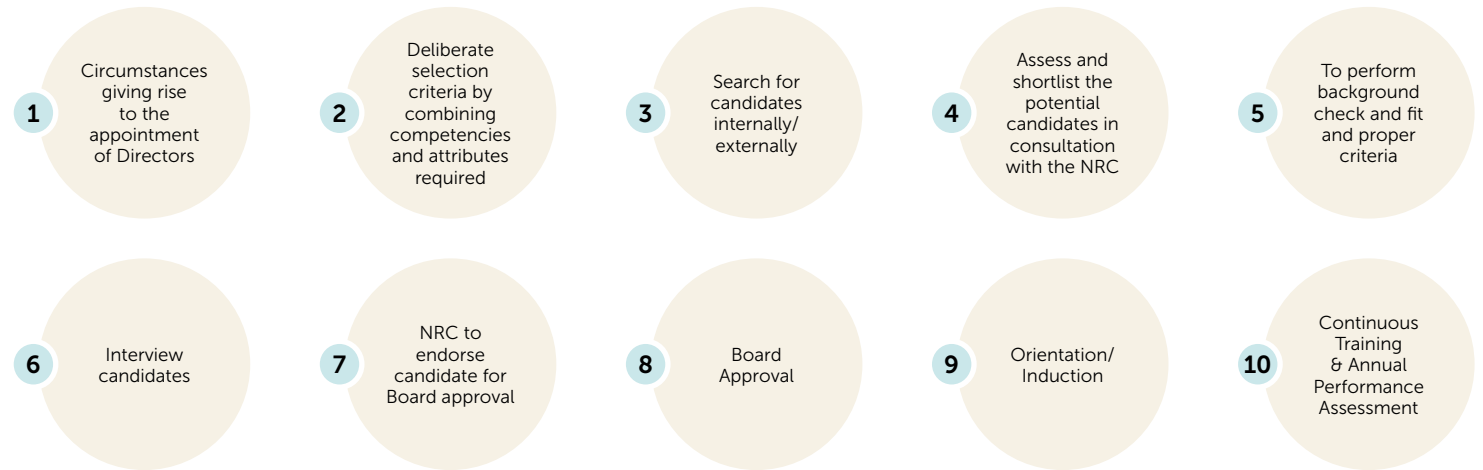 1
Circumstances
giving rise
to the
appointment
of Directors
2
Deliberate
selection
criteria by
combining
competencies
and attributes
required
3
Search for
candidates
internally/
externally
4
Assess and
shortlist the
potential
candidates in
consultation
with the NRC
5
To perform
background
check and fit
and proper
criteria
6
Interview
candidates
7
NRC to
endorse
candidate for
Board approval
8
Board
Approval
9
Orientation/
Induction
10
Continuous
Training
& Annual
Performance
Assessment